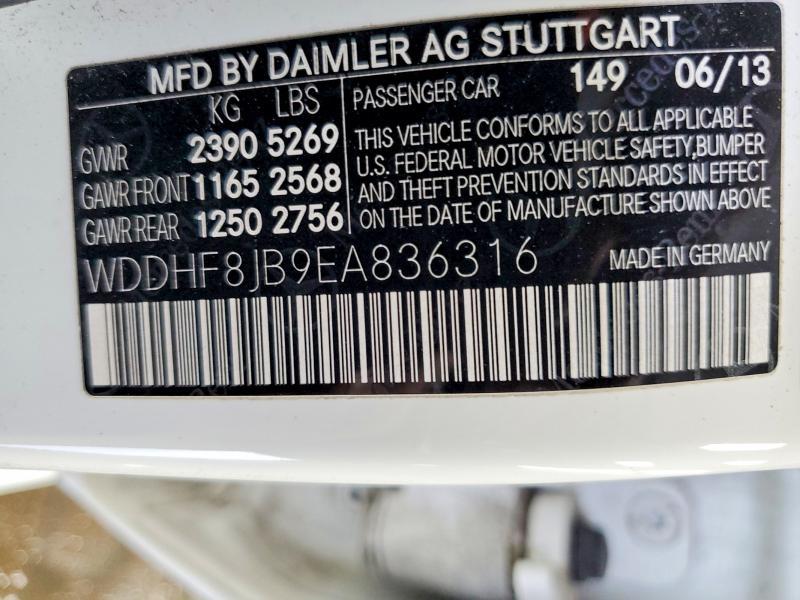 MFD BY DAIMLER AG STUTTGART
KG LBS
GVWR 2390 5269
GAWR FRONT 1165 2568
GAWR REAR 1250 2756
PASSENGER CAR 149 06/13
THIS VEHICLE CONFORMS TO ALL APPLICABLE
U.S. FEDERAL MOTOR VEHICLE SAFETY,BUMPER
AND THEFT PREVENTION STANDARDS IN EFFECT
ON THE DATE OF MANUFACTURE SHOWN ABOVE
WDDHF8JB9EA836316 MADE IN GERMANY